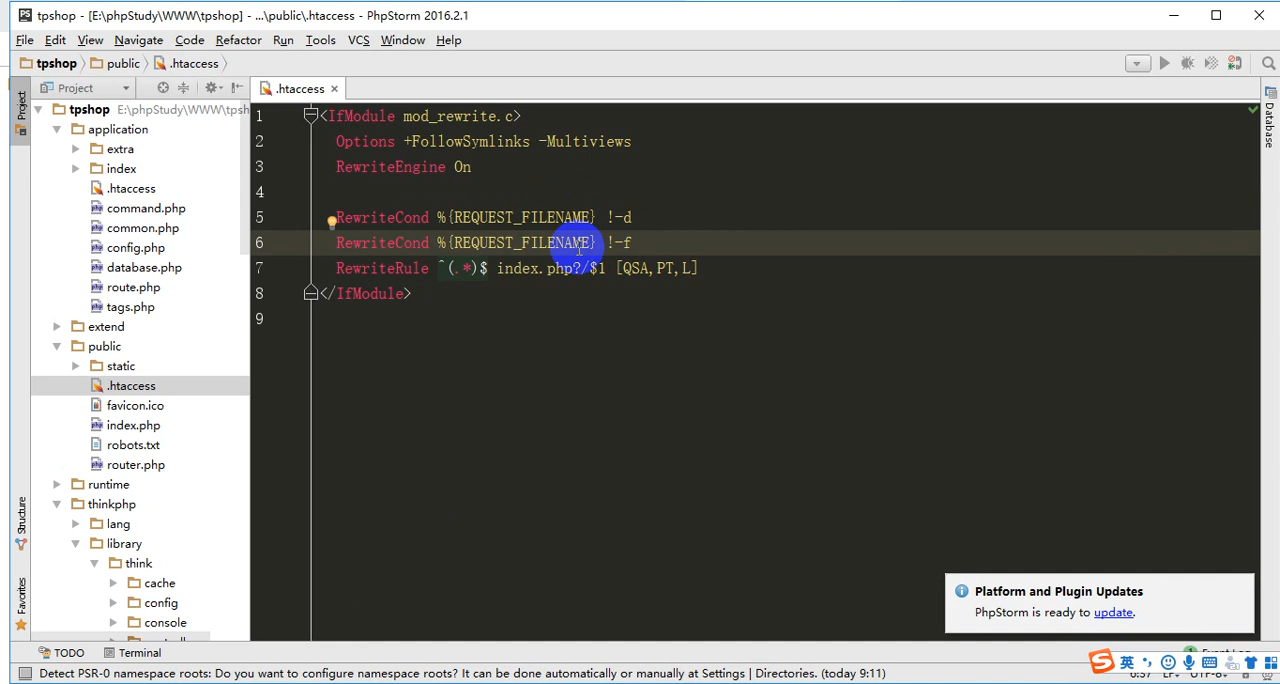 tpshop - [E:\phpStudy\WWW\tpshop] - ...\public\.htaccess - PhpStorm 2016.2.1
File Edit View Navigate Code Refactor Run Tools VCS Window Help
tpshop public .htaccess
Project
.htaccess
Project
Database
Structure
Favorites
tpshop E:\phpStudy\WWW\tpsh
application
extra
index
.htaccess
command.php
common.php
config.php
database.php
route.php
tags.php
extend
public
static
.htaccess
favicon.ico
index.php
robots.txt
router.php
runtime
thinkphp
lang
library
think
cache
config
console
1 <IfModule mod_rewrite.c>
2 Options +FollowSymlinks -Multiviews
3 RewriteEngine On
4
5 RewriteCond %{REQUEST_FILENAME} !-d
6 RewriteCond %{REQUEST_FILENAME} !-f
7 RewriteRule ^(.*)$ index.php?/$1 [QSA,PT,L]
8 </IfModule>
9
Platform and Plugin Updates
PhpStorm is ready to update.
TODO Terminal
英
Detect PSR-0 namespace roots: Do you want to configure namespace roots? It can be done automatically or manually at Settings | Directories. (today 9:11)